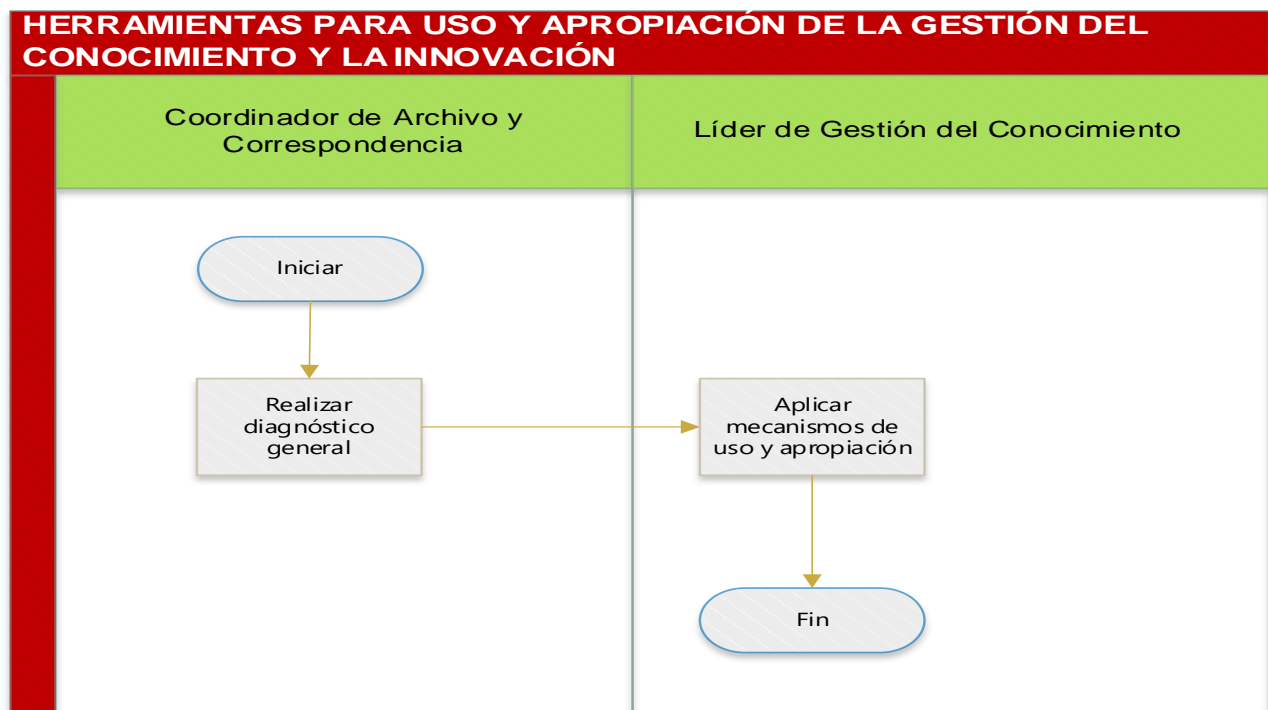 HERRAMIENTAS PARA USO Y APROPIACIÓN DE LA GESTIÓN DEL
CONOCIMIENTO Y LA INNOVACIÓN
Coordinador de Archivo y
Correspondencia
Líder de Gestión del Conocimiento
Iniciar
Realizar
diagnóstico
general
Aplicar
mecanismos de
uso y apropiación
Fin